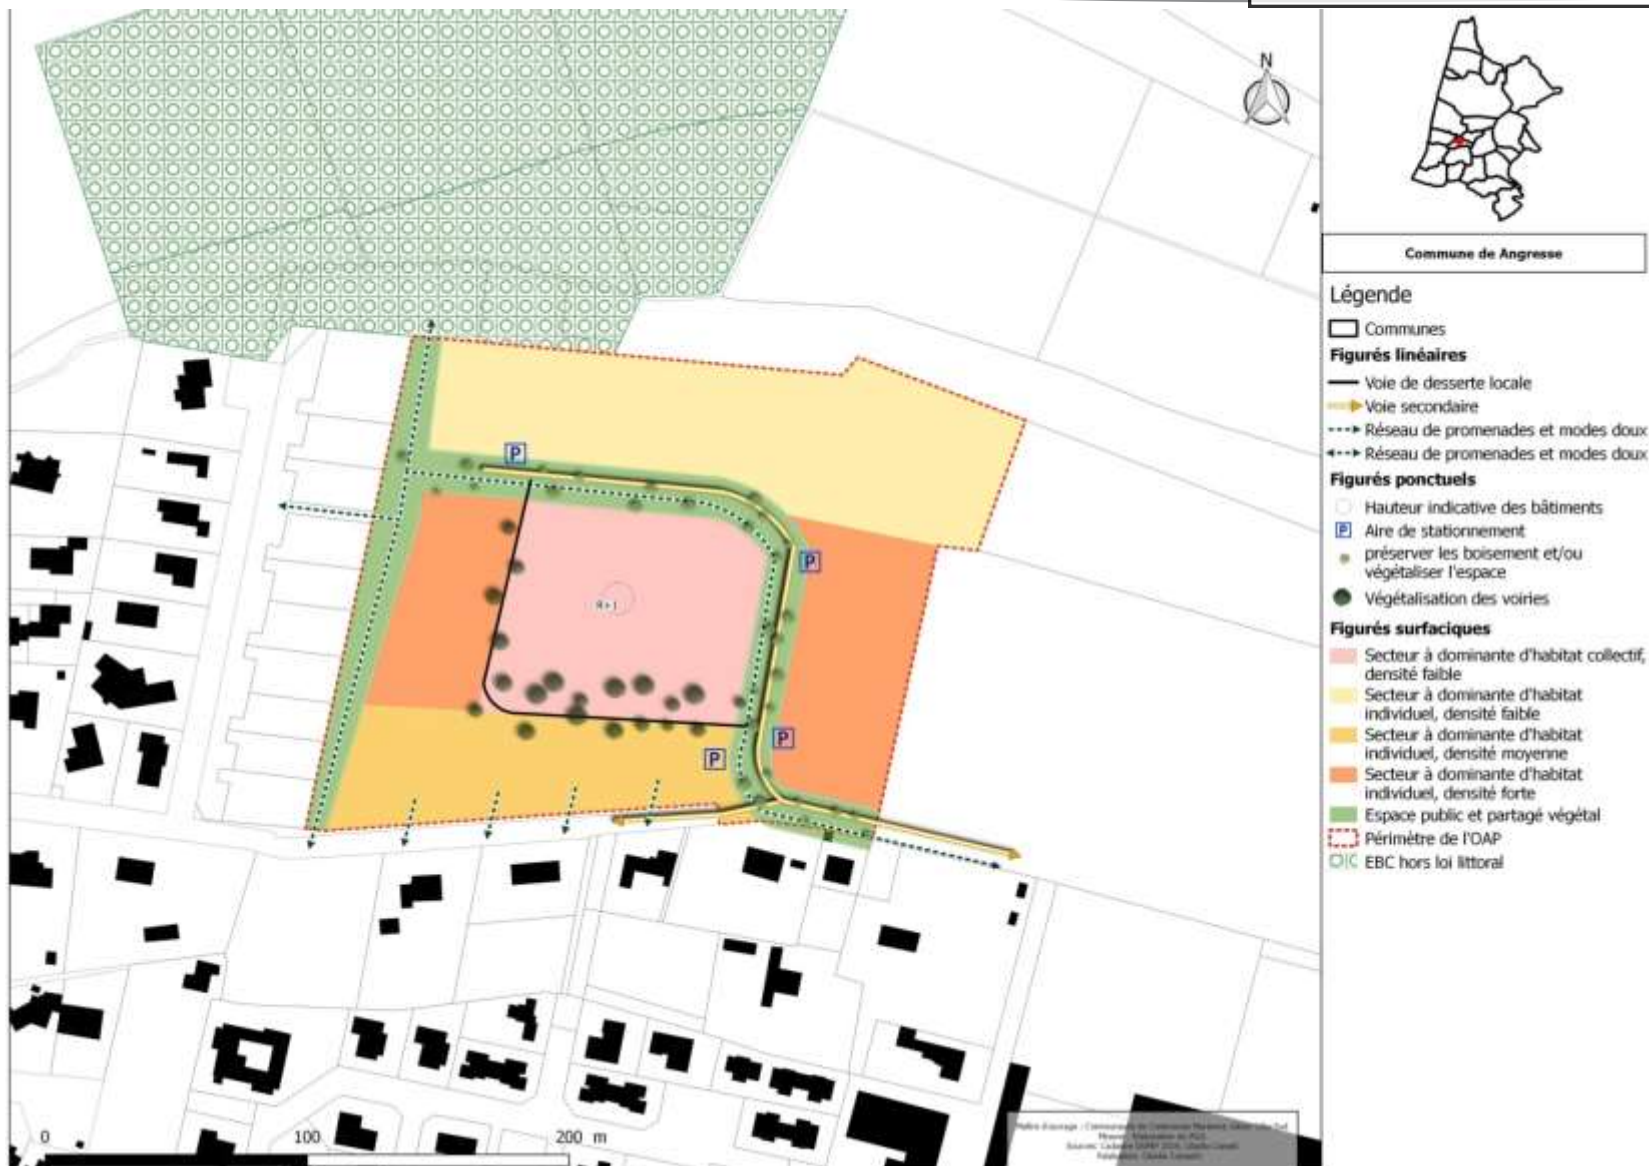 N
Commune de Angresse
Légende
Communes
Figurés linéaires
Voie de desserte locale
Voie secondaire
Réseau de promenades et modes doux
Réseau de promenades et modes doux
Figurés ponctuels
Hauteur indicative des bâtiments
P Aire de stationnement
préserver les boisement et/ou
végétaliser l'espace
Végétalisation des voiries
Figurés surfaciques
Secteur à dominante d'habitat collectif,
densité faible
Secteur à dominante d'habitat
individuel, densité faible
Secteur à dominante d'habitat
individuel, densité moyenne
Secteur à dominante d'habitat
individuel, densité forte
Espace public et partagé végétal
Périmètre de l'OAP
EBC hors loi littoral
P
P
R+1
P
P
0 100 200 m